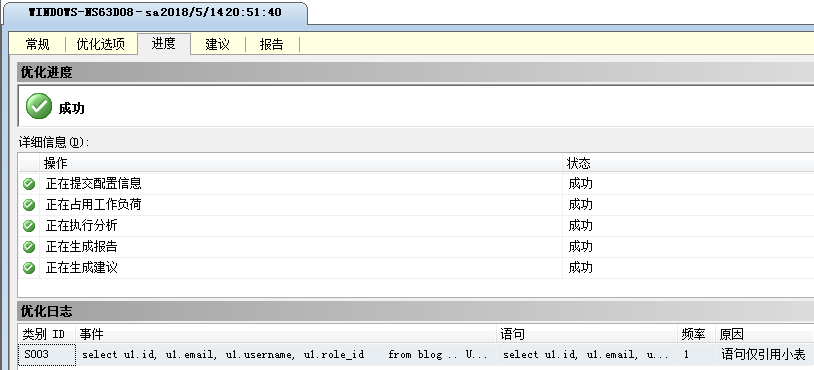 WINDOWS-NS63D08 - sa2018/5/14 20:51:40
常规 优化选项 进度 建议 报告
优化进度
成功
详细信息(D):
操作 状态
正在提交配置信息 成功
正在占用工作负荷 成功
正在执行分析 成功
正在生成报告 成功
正在生成建议 成功
优化日志
类别 ID 事件 语句 频率 原因
S003 select u1.id, u1.email, u1.username, u1.role_id from blog .. U... select u1.id, u1.email, u... 1 语句仅引用小表